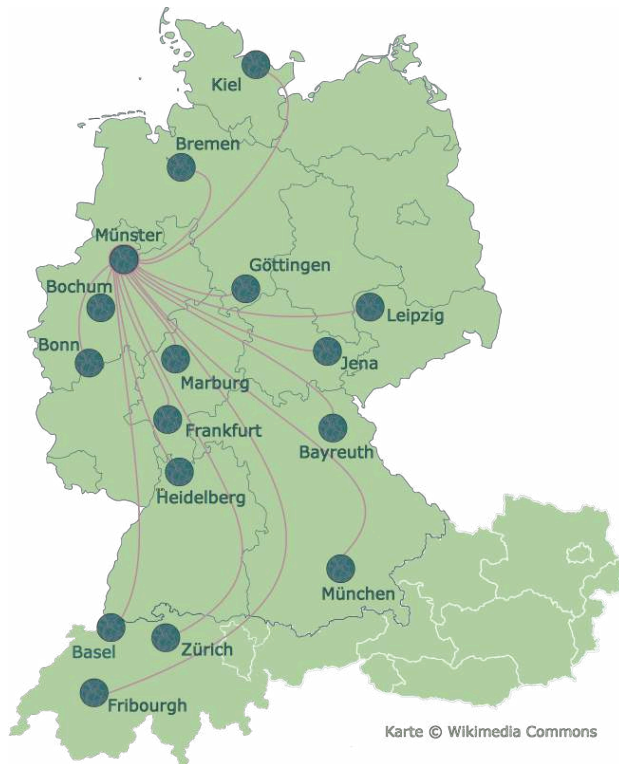 Kiel
Bremen
Münster
Göttingen
Bochum
Leipzig
Bonn
Jena
Marburg
Frankfurt
Bayreuth
Heidelberg
München
Basel
Zürich
Fribourgh
Karte © Wikimedia Commons